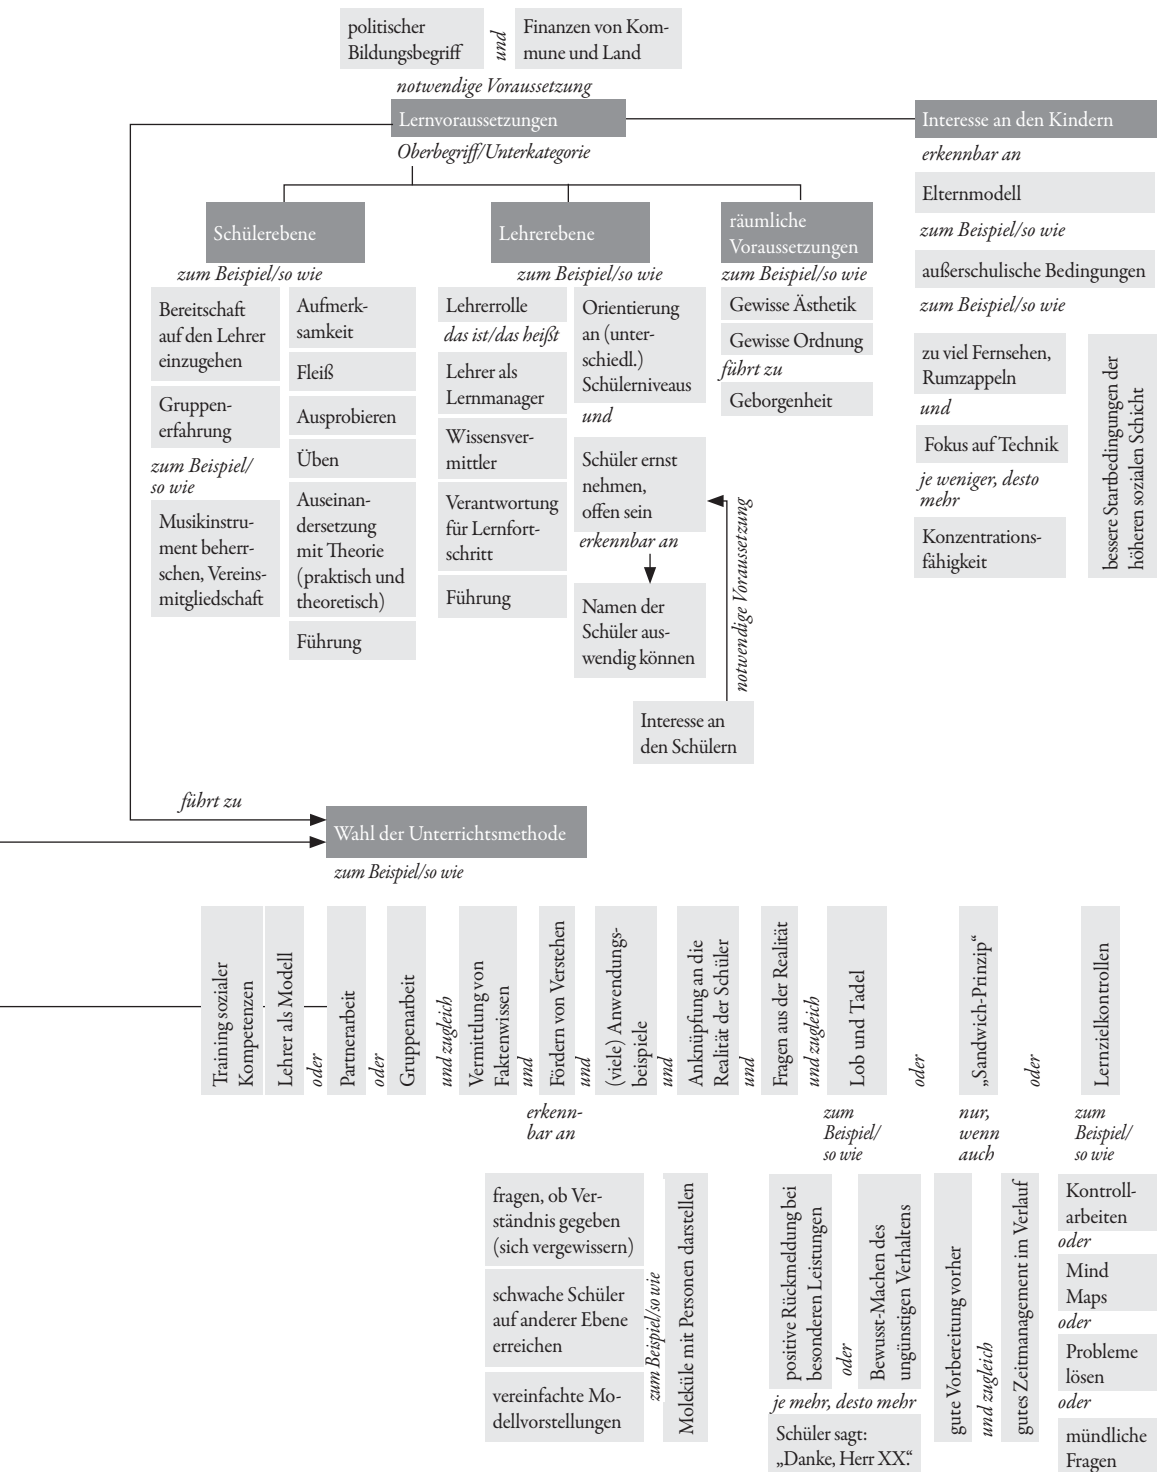 politischer
Bildungsbegriff
und
Finanzen von Kom-
mune und Land
notwendige Voraussetzung
Lernvoraussetzungen
Oberbegriff/Unterkategorie
Interesse an den Kindern
erkennbar an
Elternmodell
zum Beispiel/so wie
außerschulische Bedingungen
zum Beispiel/so wie
zu viel Fernsehen,
Rumzappeln
und
Fokus auf Technik
je weniger, desto
mehr
Konzentrations-
fähigkeit
bessere Startbedingungen der
höheren sozialen Schicht
Schülerebene
zum Beispiel/so wie
Bereitschaft
auf den Lehrer
einzugehen
Gruppen-
erfahrung
zum Beispiel/
so wie
Musikinstru-
ment beherr-
schen, Vereins-
mitgliedschaft
Aufmerk-
samkeit
Fleiß
Ausprobieren
Üben
Auseinan-
dersetzung
mit Theorie
(praktisch und
theoretisch)
Führung
Lehrerebene
zum Beispiel/so wie
Lehrerrolle
das ist/das heißt
Lehrer als
Lernmanager
Wissensver-
mittler
Verantwortung
für Lernfort-
schritt
Führung
Orientierung
an (unter-
schiedl.)
Schülerniveaus
und
Schüler ernst
nehmen,
offen sein
erkennbar an
Namen der
Schüler aus-
wendig können
notwendige Voraussetzung
Interesse an
den Schülern
räumliche
Voraussetzungen
zum Beispiel/so wie
Gewisse Ästhetik
Gewisse Ordnung
führt zu
Geborgenheit
führt zu
Wahl der Unterrichtsmethode
zum Beispiel/so wie
Training sozialer
Kompetenzen
Lehrer als Modell
oder
Partnerarbeit
oder
Gruppenarbeit
und zugleich
Vermittlung von
Faktenwissen
und
Fördern von Verstehen
und
(viele) Anwendungs-
beispiele
und
Anknüpfung an die
Realität der Schüler
und
Fragen aus der Realität
und zugleich
Lob und Tadel
oder
„Sandwich-Prinzip“
oder
Lernzielkontrollen
erkenn-
bar an
fragen, ob Ver-
ständnis gegeben
(sich vergewissern)
schwache Schüler
auf anderer Ebene
erreichen
vereinfachte Mo-
dellvorstellungen
zum Beispiel/so wie
Moleküle mit Personen darstellen
zum
Beispiel/
so wie
positive Rückmeldung bei
besonderen Leistungen
oder
Bewusst-Machen des
ungünstigen Verhaltens
je mehr, desto mehr
Schüler sagt:
„Danke, Herr XX“.
nur,
wenn
auch
gute Vorbereitung vorher
und zugleich
gutes Zeitmanagement im Verlauf
zum
Beispiel/
so wie
Kontroll-
arbeiten
oder
Mind
Maps
oder
Probleme
lösen
oder
mündliche
Fragen